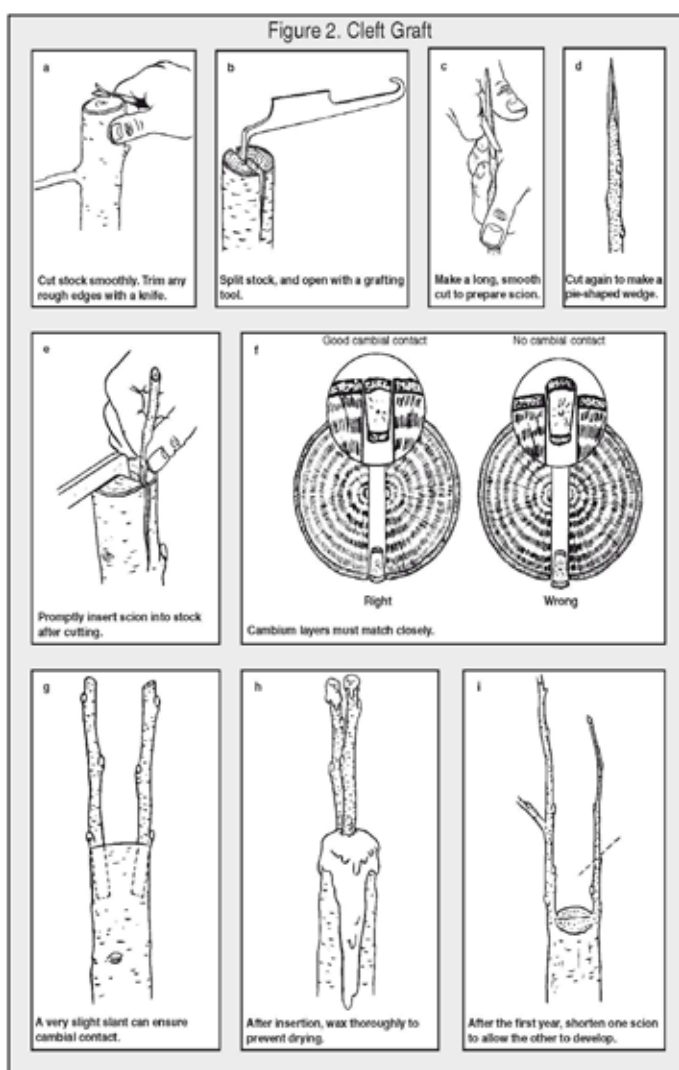 Figure 2. Cleft Graft
a
Cut stock smoothly. Trim any
rough edges with a knife.
b
Split stock, and open with a grafting
tool.
c
Make a long, smooth
cut to prepare scion.
d
Cut again to make a
pie-shaped wedge.
e
Promptly insert scion into stock
after cutting.
f
Good cambial contact
No cambial contact
Right
Wrong
Cambium layers must match closely.
g
A very slight slant can ensure
cambial contact.
h
After insertion, wax thoroughly to
prevent drying.
i
After the first year, shorten one scion
to allow the other to develop.